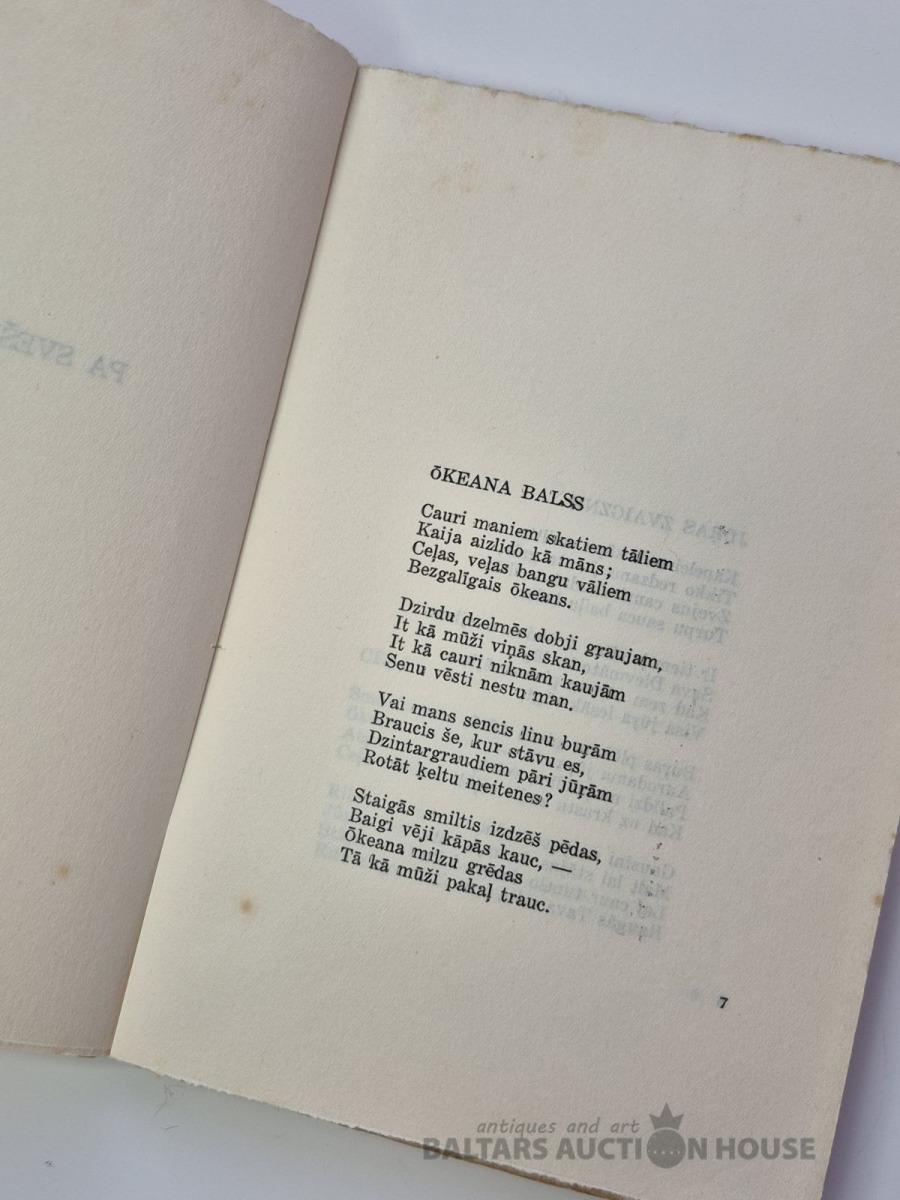 PA SVEŠ
ŌKEANA BALSS
Cauri maniem skatiem tāliem
Kaija aizlido kā māns;
Ceļas, veļas bangu vāliem
Bezgalīgais ōkeans.
Dzirdu dzelmēs dobji gŗaujam,
It kā mūži viņās skan,
It kā cauri niknām kaujām
Senu vēsti nestu man.
Vai mans sencis linu buŗām
Braucis še, kur stāvu es,
Dzintargraudiem pāri jūŗām
Rotāt ķeltu meitenes?
Staigās smiltis izdzēš pēdas,
Baigi vēji kāpās kauc, —
Ōkeana milzu grēdas
Tā kā mūži pakaļ trauc.
7
antiques and art
BALTARS AUCTION HOUSE